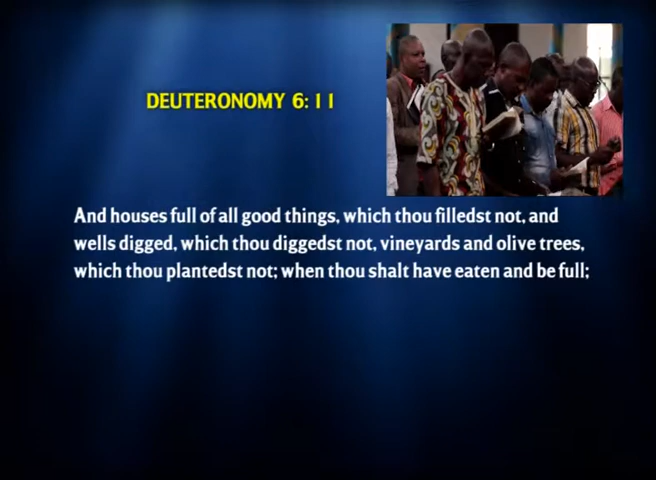 DEUTERONOMY 6:11
And houses full of all good things, which thou filledst not, and
wells digged, which thou diggedst not, vineyards and olive trees,
which thou plantedst not; when thou shalt have eaten and be full;